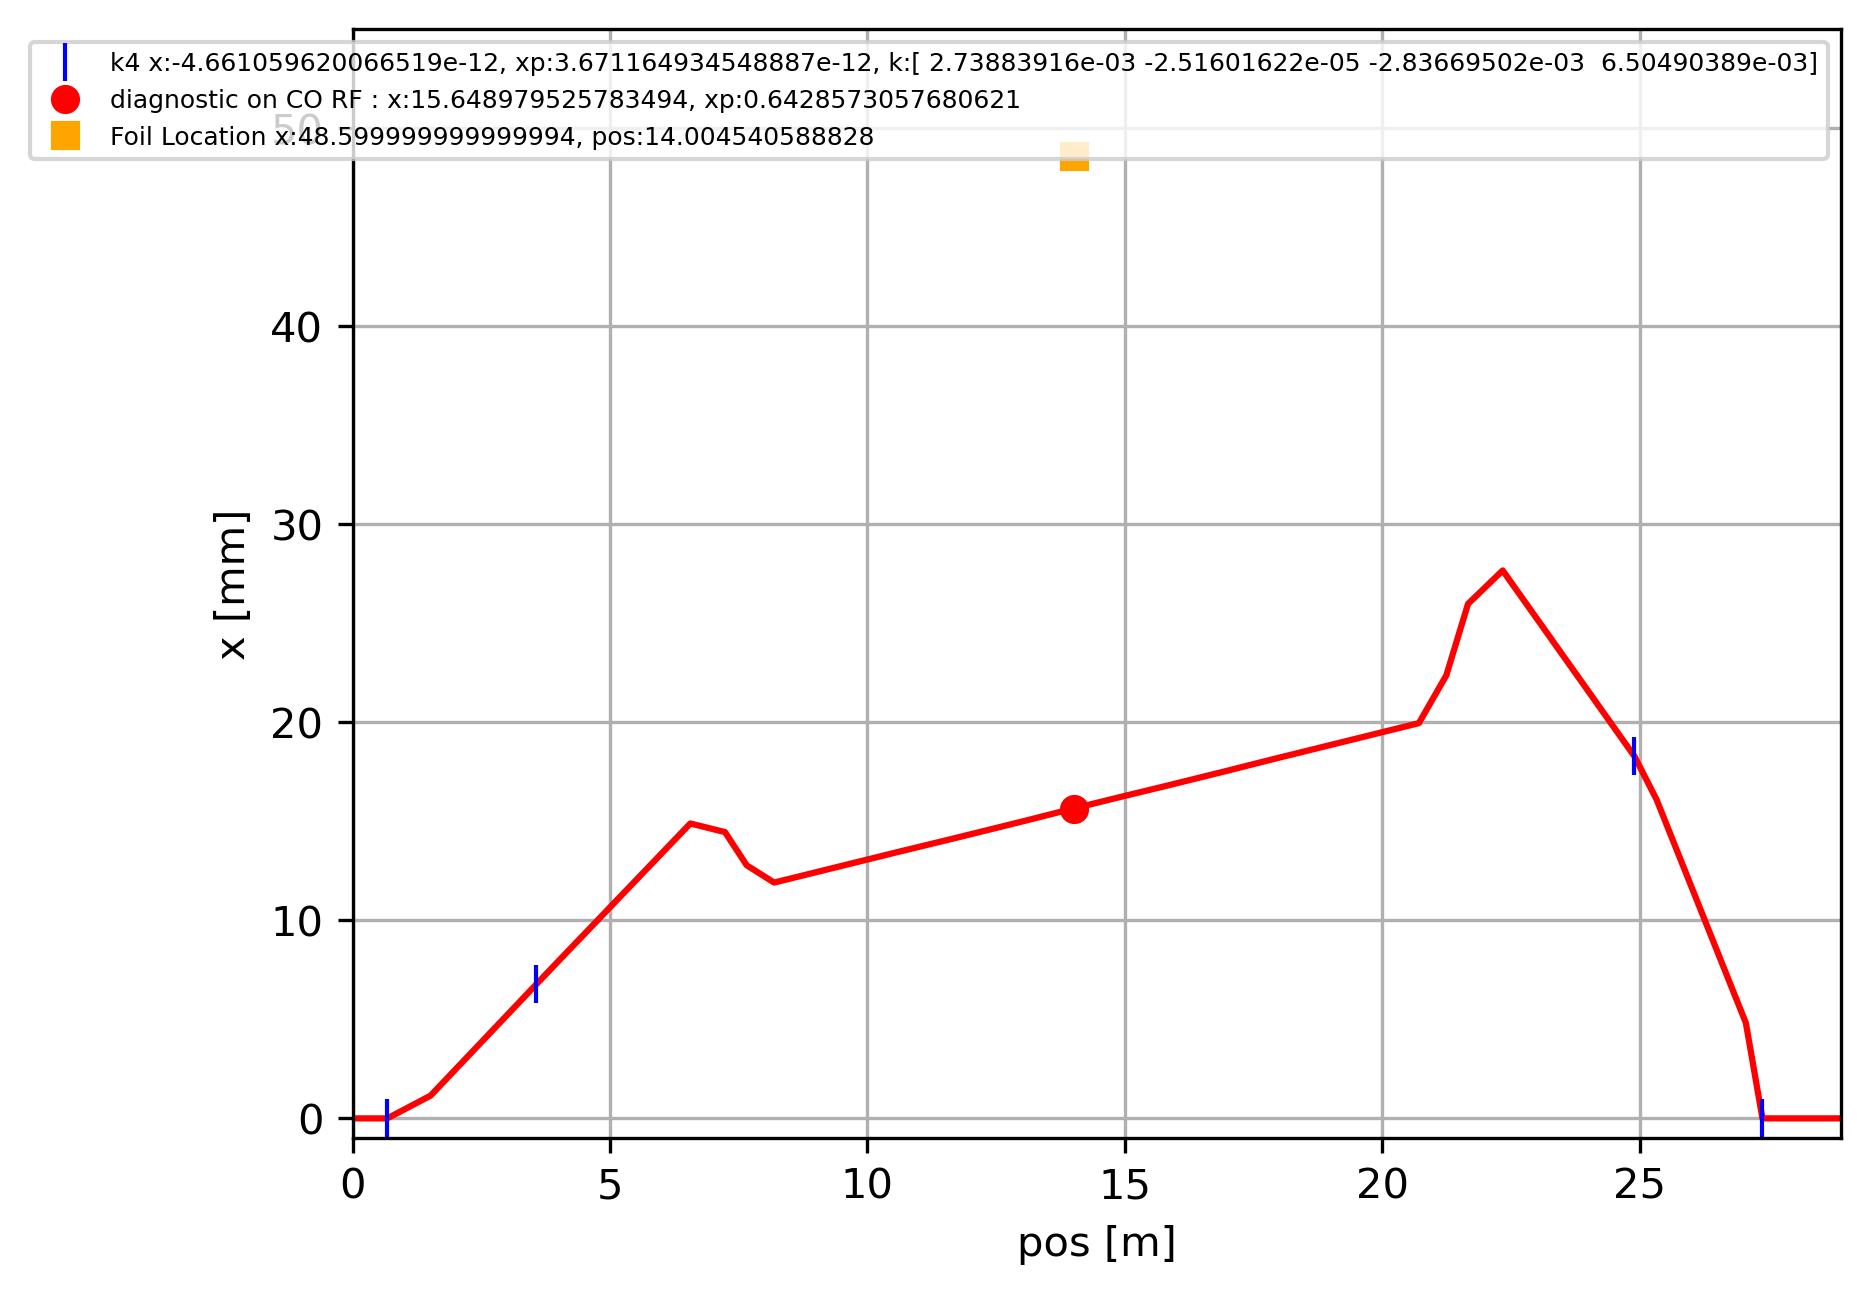 k4 x:-4.661059620066519e-12, xp:3.671164934548887e-12, k:[ 2.73883916e-03 -2.51601622e-05 -2.83669502e-03  6.50490389e-03]
diagnostic on CO RF : x:15.648979525783494, xp:0.6428573057680621
Foil Location x:48.599999999999994, pos:14.004540588828
50
40
30
20
10
0
x [mm]
0 5 10 15 20 25
pos [m]